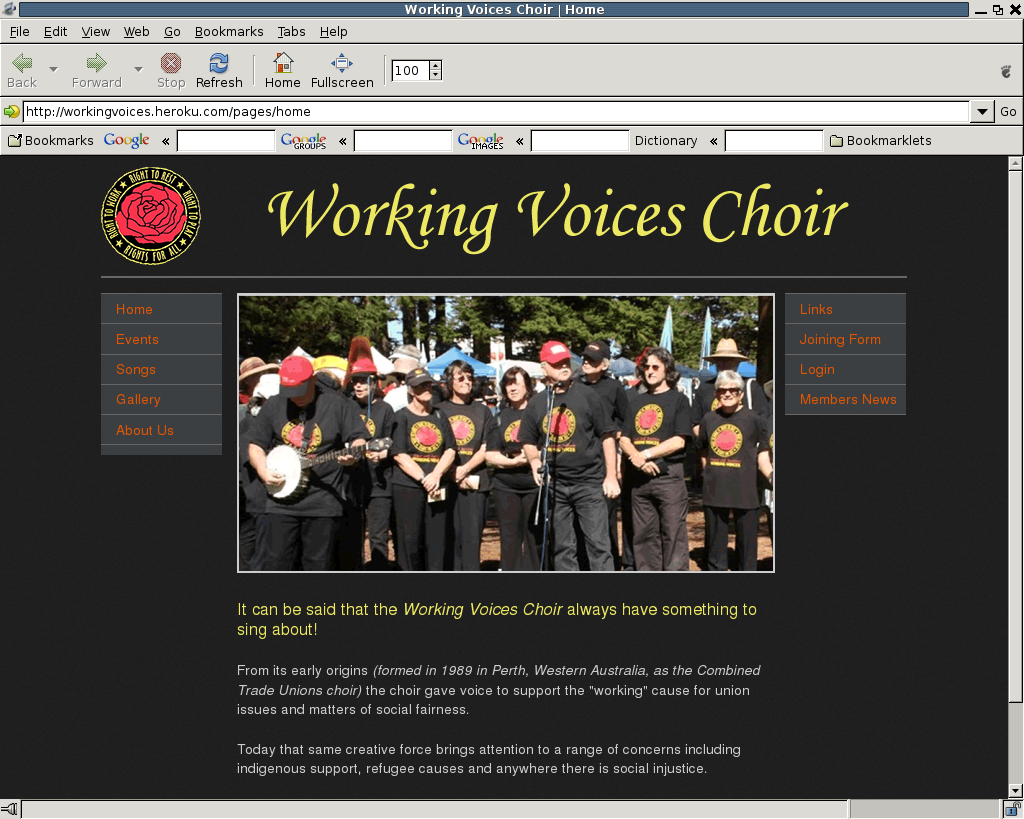 Working Voices Choir | Home
File Edit View Web Go Bookmarks Tabs Help
Back Forward Stop Refresh Home Fullscreen 100
http://workingvoices.heroku.com/pages/home Go
Bookmarks Google « Google GROUPS « Google IMAGES « Dictionary « Bookmarklets
RIGHT TO WORK ★ RIGHT TO REST ★ RIGHT TO PLAY ★ RIGHTS FOR ALL ★
Working Voices Choir
Home
Events
Songs
Gallery
About Us
Links
Joining Form
Login
Members News
WORKING VOICES
It can be said that the Working Voices Choir always have something to
sing about!
From its early origins (formed in 1989 in Perth, Western Australia, as the Combined
Trade Unions choir) the choir gave voice to support the "working" cause for union
issues and matters of social fairness.
Today that same creative force brings attention to a range of concerns including
indigenous support, refugee causes and anywhere there is social injustice.